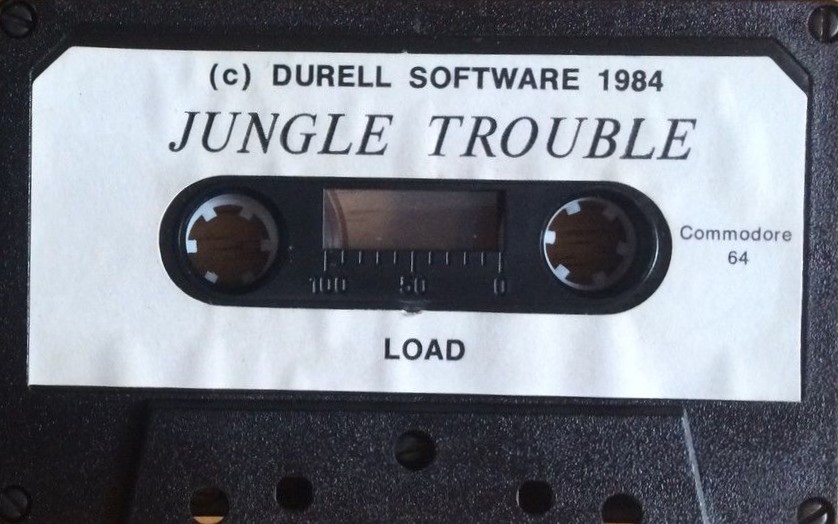 (c) DURELL SOFTWARE 1984
JUNGLE TROUBLE
Commodore
64
100 50 0
LOAD